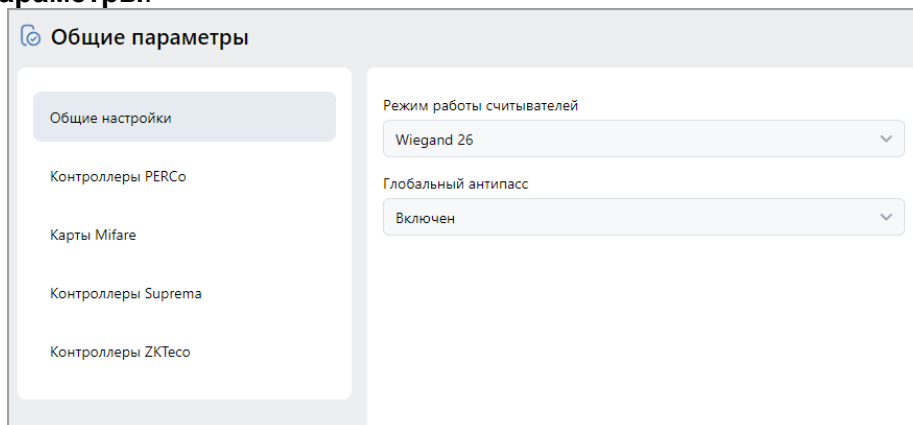 Общие параметры
Общие настройки
Контроллеры PERCo
Карты Mifare
Контроллеры Suprema
Контроллеры ZKTeco
Режим работы считывателей
Wiegand 26
Глобальный антипасс
Включен